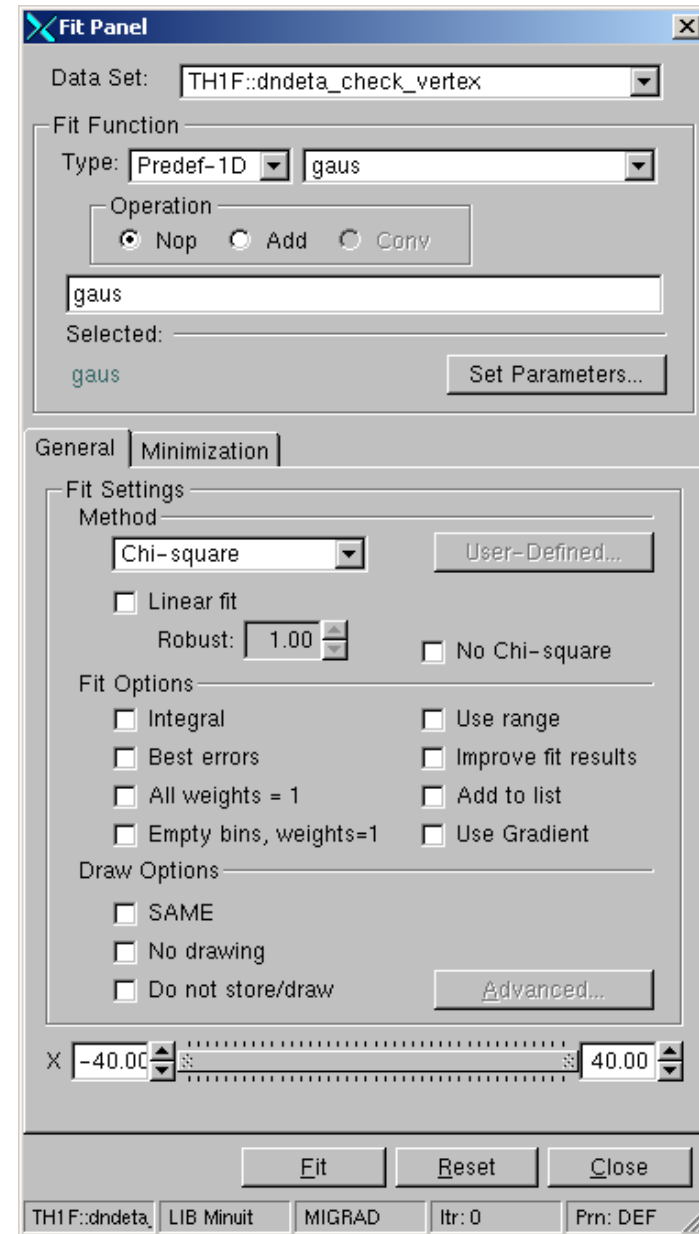 Fit Panel
Data Set: TH1F::dndeta_check_vertex
Fit Function
Type: Predef-1D gaus
Operation
Nop Add Conv
gaus
Selected:
gaus Set Parameters...
General Minimization
Fit Settings
Method
Chi-square User-Defined...
Linear fit
Robust: 1.00 No Chi-square
Fit Options
Integral Use range
Best errors Improve fit results
All weights = 1 Add to list
Empty bins, weights=1 Use Gradient
Draw Options
SAME
No drawing
Do not store/draw Advanced...
X -40.00 40.00
Fit Reset Close
TH1F::dndeta_ LIB Minuit MIGRAD Itr: 0 Prn: DEF